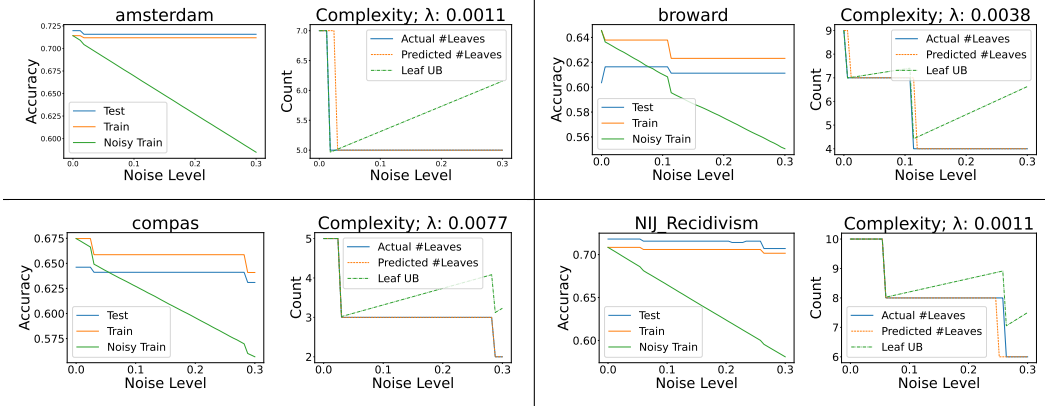 amsterdam
Accuracy
0.725
0.700
0.675
0.650
0.625
0.600
Test
Train
Noisy Train
0.0
0.1
0.2
0.3
Noise Level
Complexity; λ: 0.0011
Count
7.0
6.5
6.0
5.5
5.0
Actual #Leaves
Predicted #Leaves
Leaf UB
0.0
0.1
0.2
0.3
Noise Level
broward
Accuracy
0.64
0.62
0.60
0.58
0.56
Test
Train
Noisy Train
0.0
0.1
0.2
0.3
Noise Level
Complexity; λ: 0.0038
Count
9
8
7
6
5
4
Actual #Leaves
Predicted #Leaves
Leaf UB
0.0
0.1
0.2
0.3
Noise Level
compas
Accuracy
0.675
0.650
0.625
0.600
0.575
Test
Train
Noisy Train
0.0
0.1
0.2
0.3
Noise Level
Complexity; λ: 0.0077
Count
5
4
3
2
Actual #Leaves
Predicted #Leaves
Leaf UB
0.0
0.1
0.2
0.3
Noise Level
NIJ_Recidivism
Accuracy
0.70
0.65
0.60
Test
Train
Noisy Train
0.0
0.1
0.2
0.3
Noise Level
Complexity; λ: 0.0011
Count
10
9
8
7
6
Actual #Leaves
Predicted #Leaves
Leaf UB
0.0
0.1
0.2
0.3
Noise Level